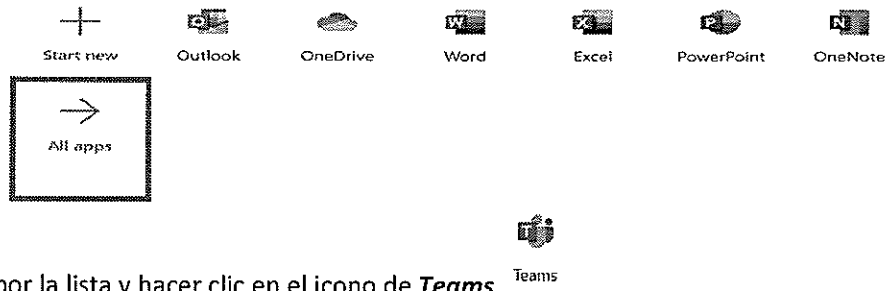 Start new Outlook OneDrive Word Excel PowerPoint OneNote
All apps
por la lista y hacer clic en el icono de Teams Teams